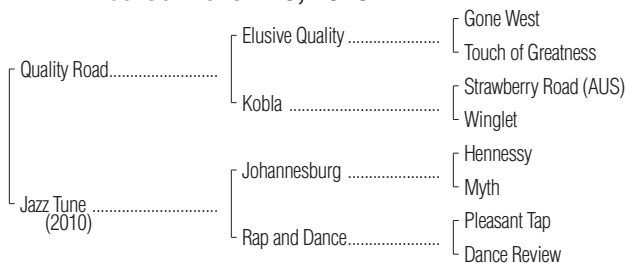 Gone West
Elusive Quality
Touch of Greatness
Quality Road
Strawberry Road (AUS)
Kobla
Winglet
Hennessy
Johannesburg
Myth
Jazz Tune
(2010)
Pleasant Tap
Rap and Dance
Dance Review